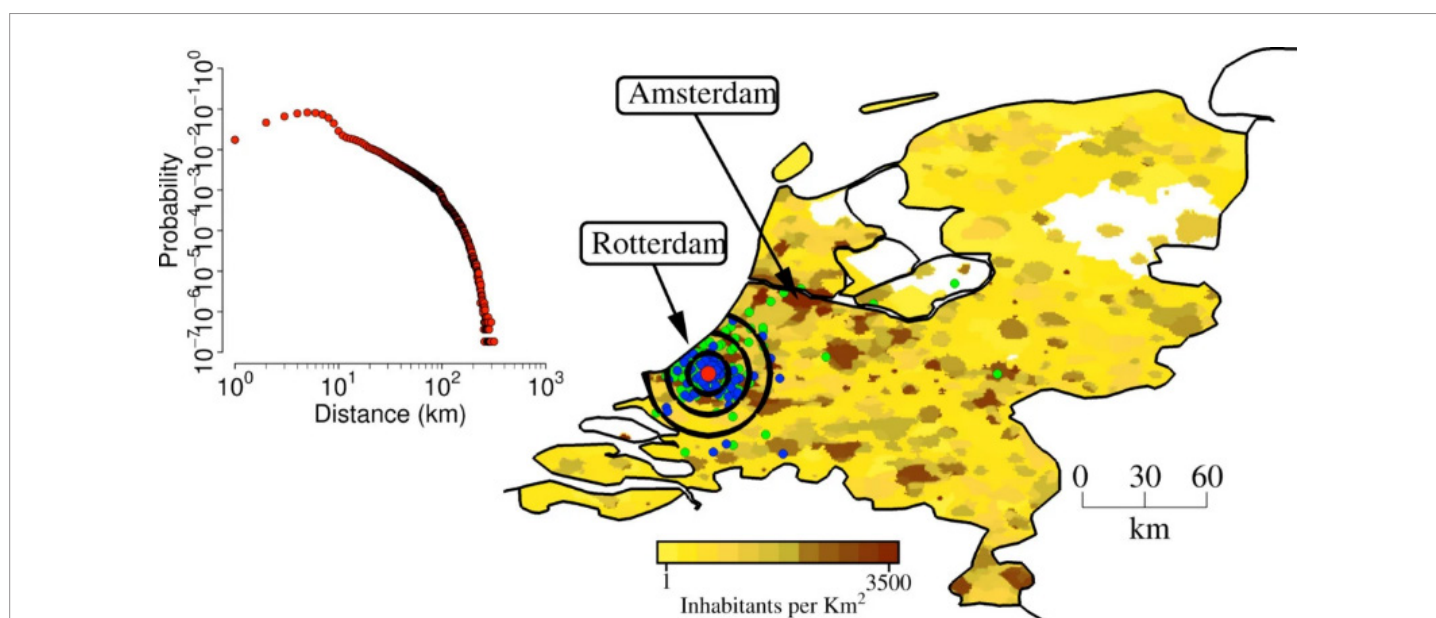 Probability
10⁰
10⁻¹
10⁻²
10⁻³
10⁻⁴
10⁻⁵
10⁻⁶
10⁻⁷
10⁰ 10¹ 10² 10³
Distance (km)
Amsterdam
Rotterdam
0 30 60
km
1 3500
Inhabitants per Km²